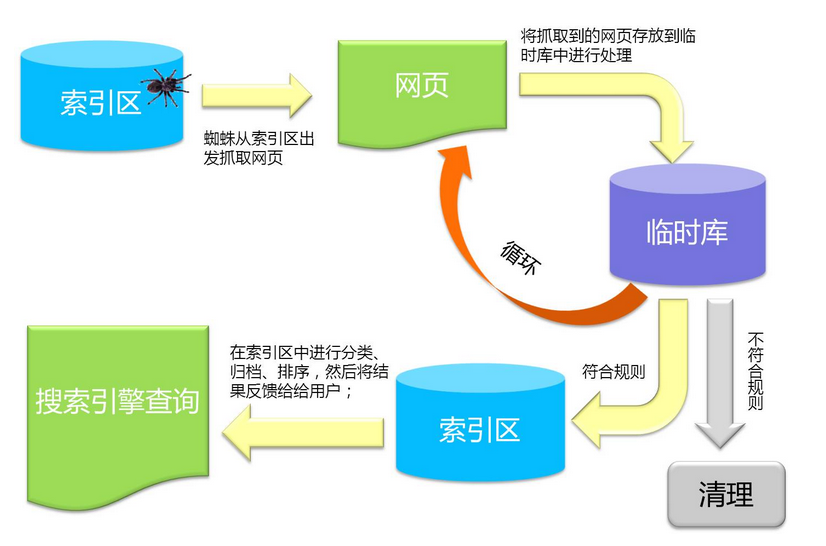 索引区
蜘蛛从索引区出
发抓取网页
网页
将抓取到的网页存放到临
时库中进行处理
临时库
循环
符合规则
不符合规则
清理
索引区
在索引区中进行分类、
归档、排序，然后将结
果反馈给给用户；
搜索引擎查询